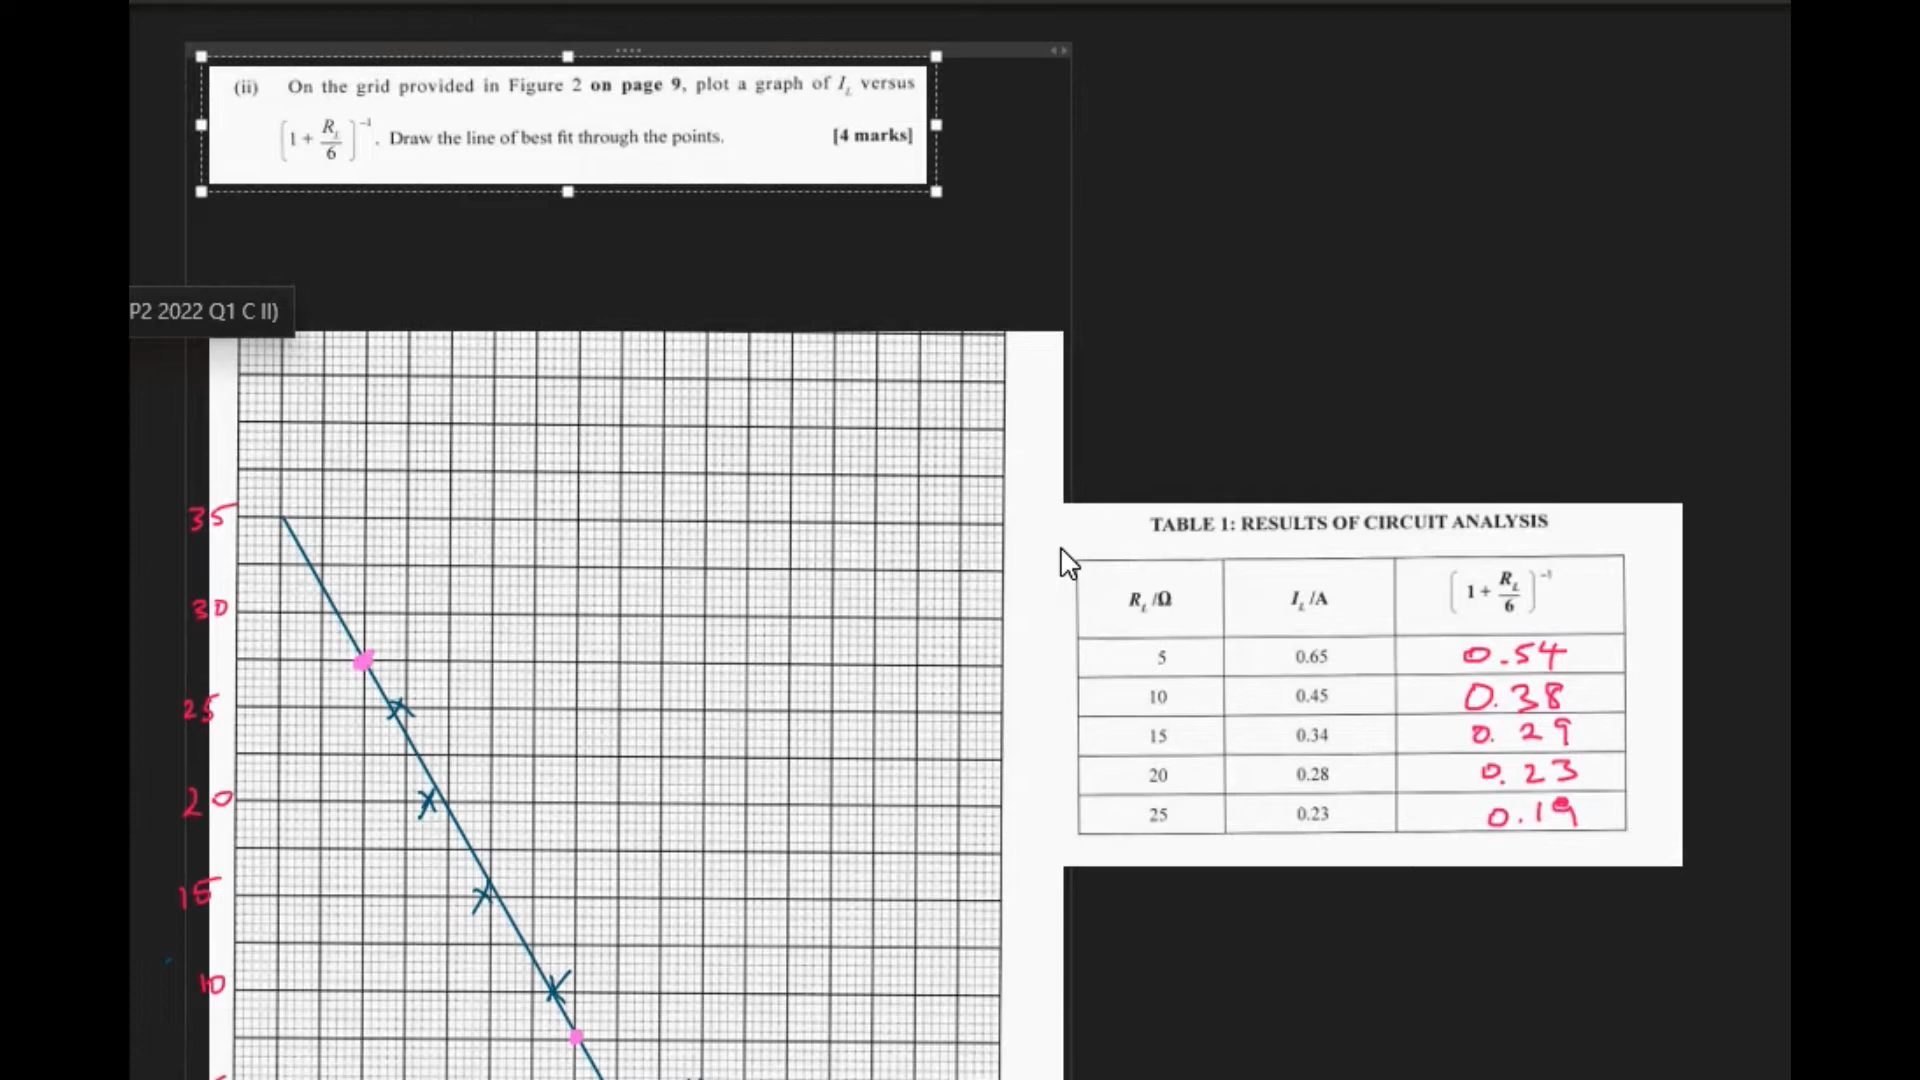 (ii) On the grid provided in Figure 2 on page 9, plot a graph of I_L versus
[1 + R_L/6]^-1. Draw the line of best fit through the points. [4 marks]
P2 2022 Q1 C II)
35
30
25
20
15
10
TABLE 1: RESULTS OF CIRCUIT ANALYSIS
R_L /Ω I_L /A [1 + R_L/6]^-1
5 0.65 0.54
10 0.45 0.38
15 0.34 0.29
20 0.28 0.23
25 0.23 0.19